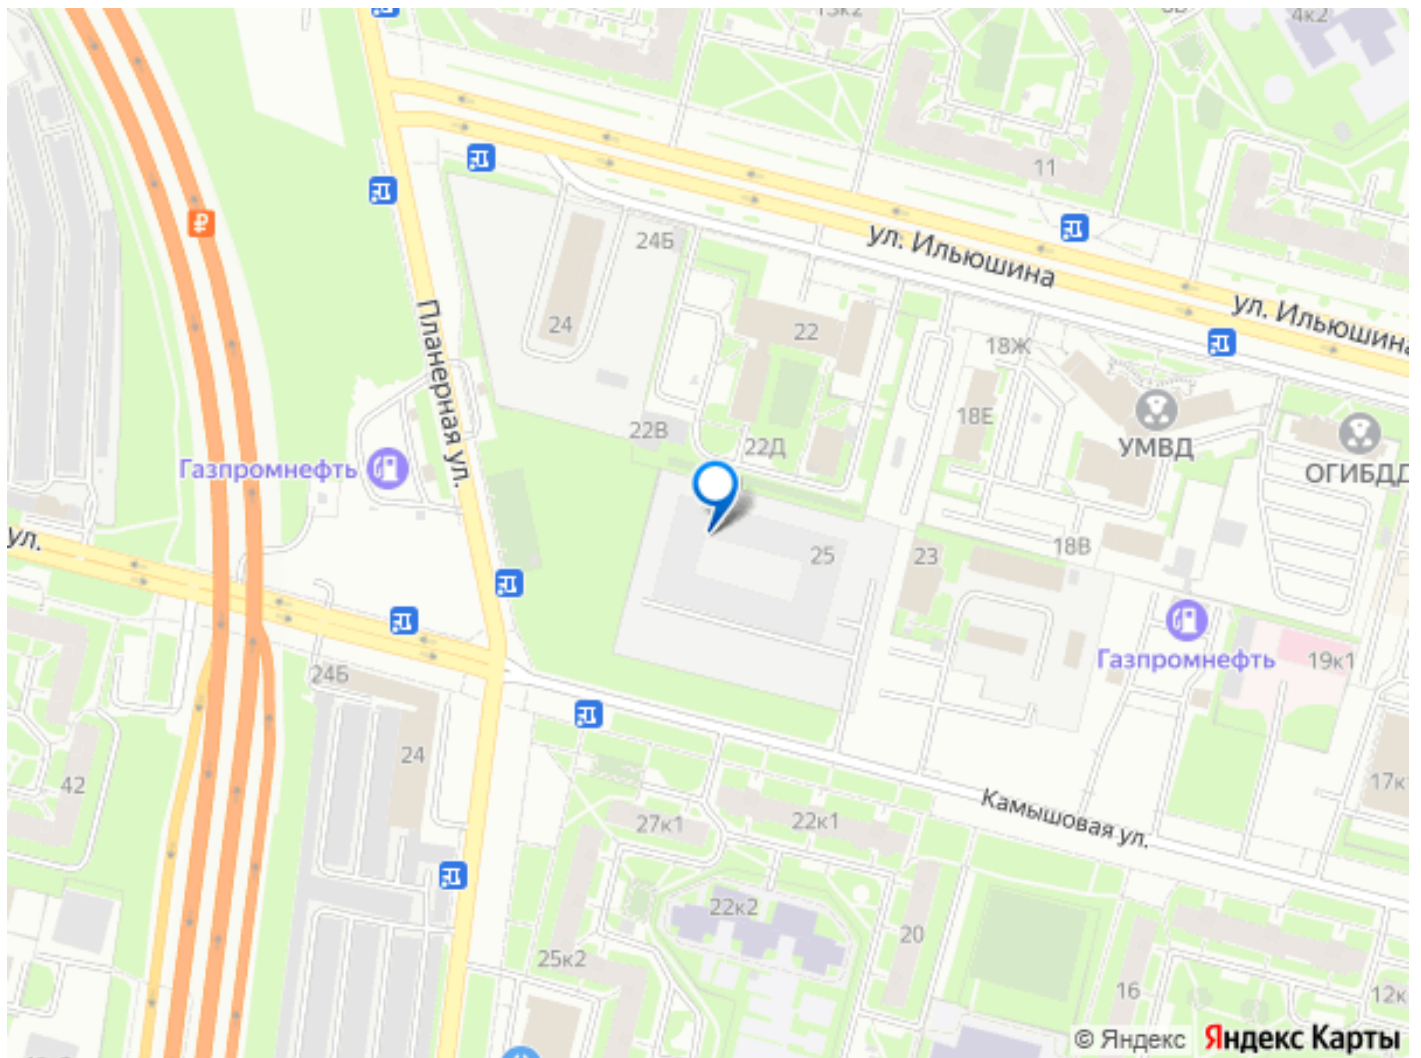 4к2
11
24Б
ул. Ильюшина
ул. Ильюшина
Планерная ул.
24
22
18Ж
18Е
22В
22Д
УМВД
ОГИБДД
Газпромнефть
ул.
25
23
18В
Газпромнефть
19к1
24Б
24
42
17к
Камышовая ул.
27к1
22к1
22к2
20
25к2
16
12к
© Яндекс
Яндекс Карты